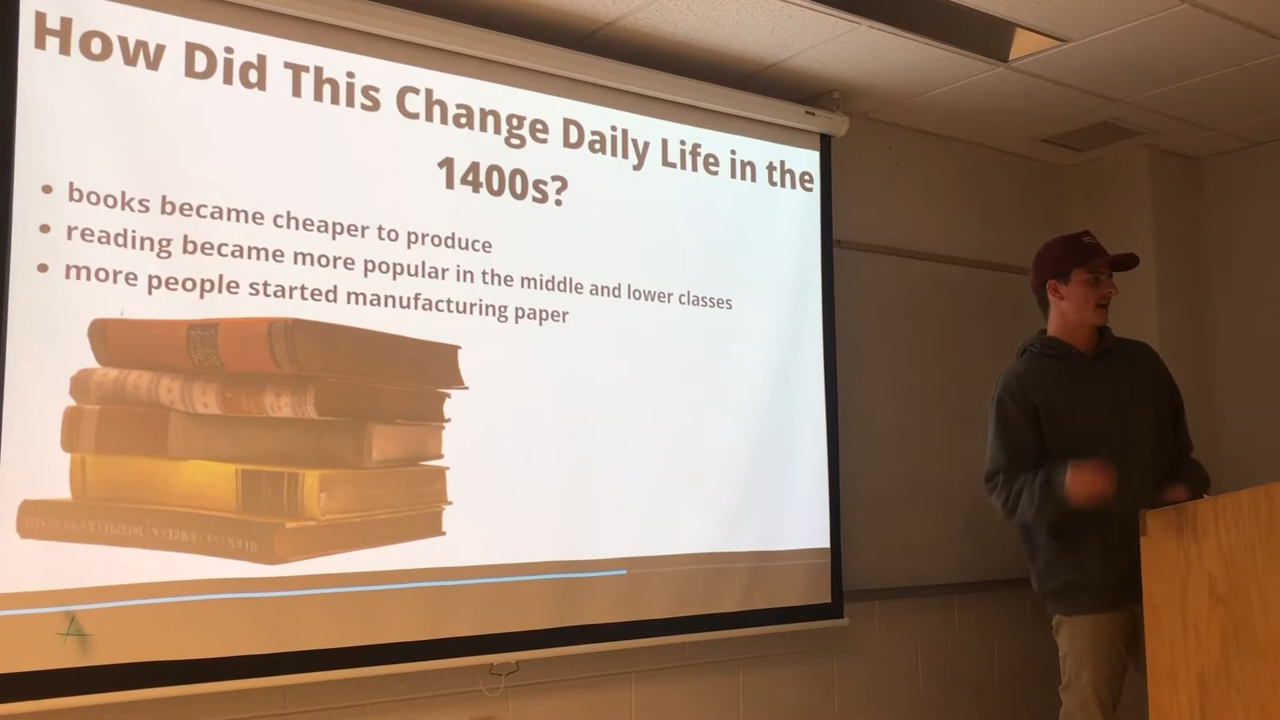 How Did This Change Daily Life in the
1400s?
• books became cheaper to produce
• reading became more popular in the middle and lower classes
• more people started manufacturing paper